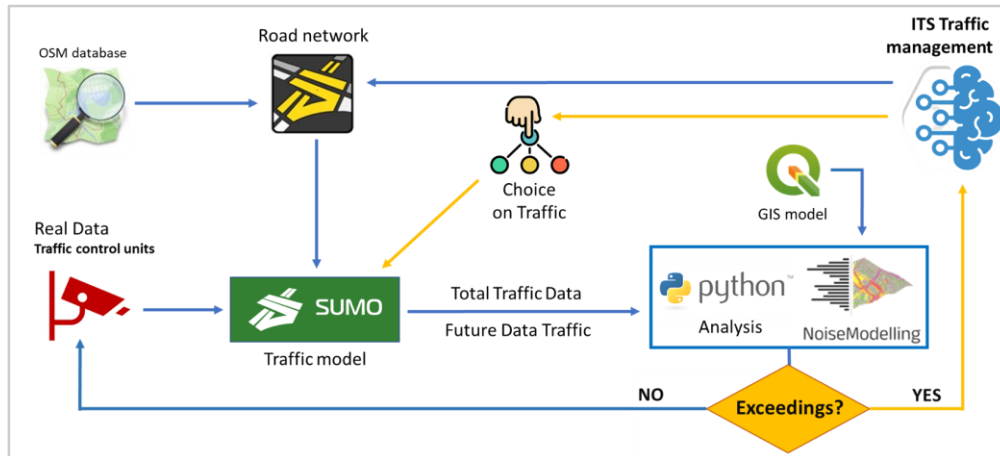 ITS Traffic
management
Road network
OSM database
Choice
on Traffic
GIS model
Real Data
Traffic control units
SUMO
Traffic model
Total Traffic Data
Future Data Traffic
python™
Analysis
NoiseModelling
NO
Exceedings?
YES